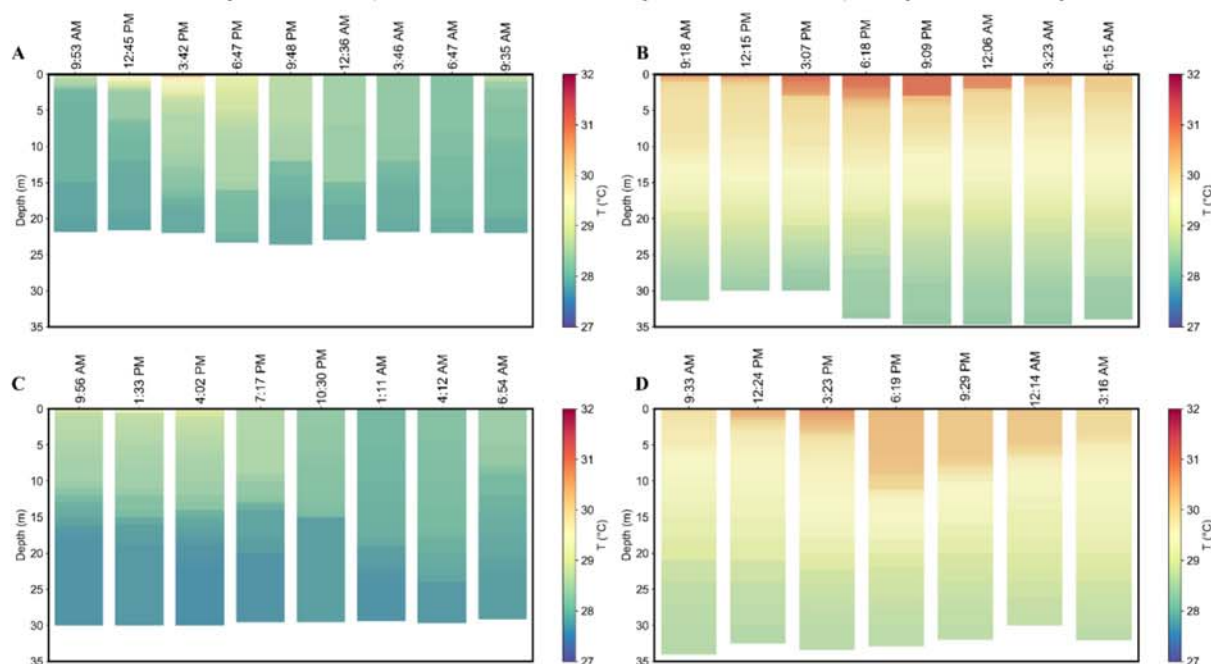 A
9:53 AM
12:45 PM
3:42 PM
6:47 PM
9:48 PM
12:36 AM
3:46 AM
6:47 AM
9:35 AM
0
5
10
15
20
25
30
35
Depth (m)
32
31
30
29
28
27
T (°C)
B
9:18 AM
12:15 PM
3:07 PM
6:18 PM
9:09 PM
12:06 AM
3:23 AM
6:15 AM
0
5
10
15
20
25
30
35
Depth (m)
32
31
30
29
28
27
T (°C)
C
9:56 AM
1:33 PM
4:02 PM
7:17 PM
10:30 PM
1:11 AM
4:12 AM
6:54 AM
0
5
10
15
20
25
30
35
Depth (m)
32
31
30
29
28
27
T (°C)
D
9:33 AM
12:24 PM
3:23 PM
6:19 PM
9:29 PM
12:14 AM
3:16 AM
0
5
10
15
20
25
30
35
Depth (m)
32
31
30
29
28
27
T (°C)